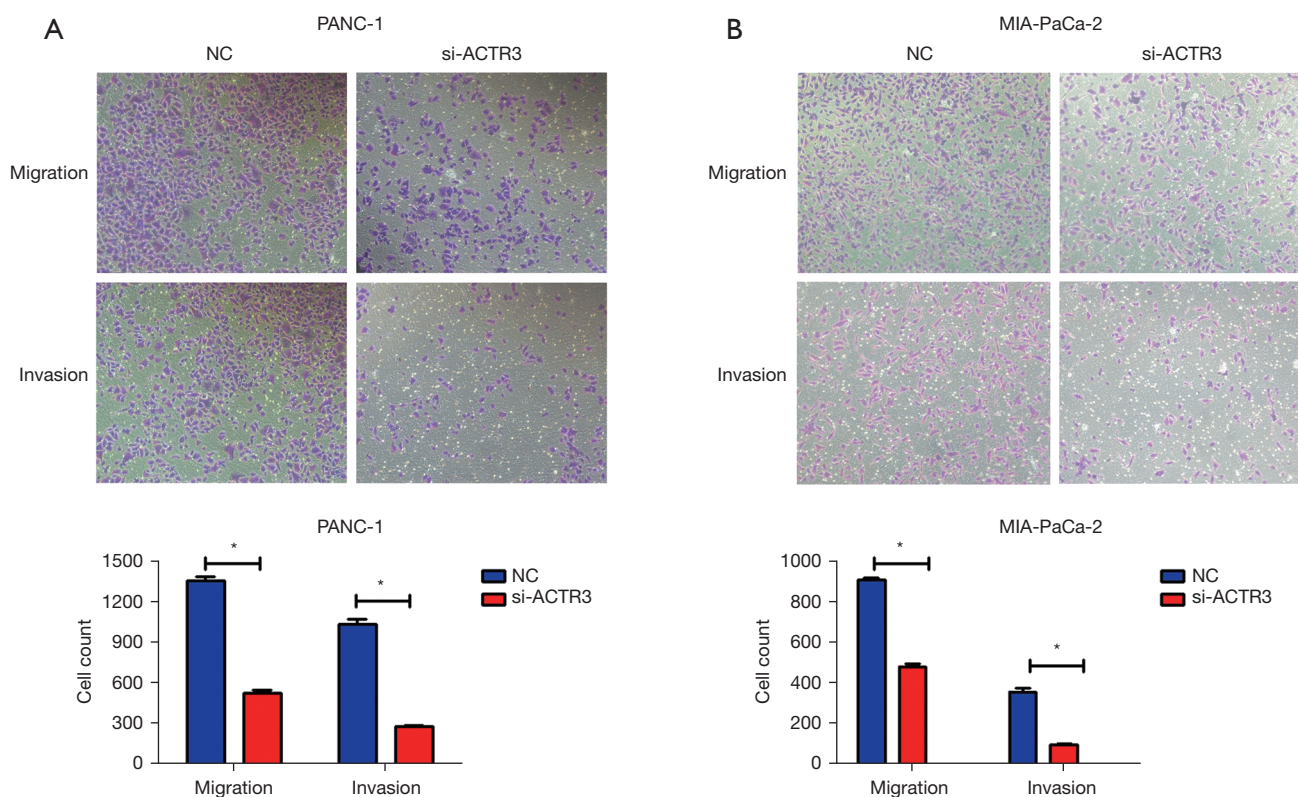 A
PANC-1
NC
si-ACTR3
Migration
Invasion
PANC-1
Cell count
1500
1200
900
600
300
0
*
*
NC
si-ACTR3
Migration
Invasion
B
MIA-PaCa-2
NC
si-ACTR3
Migration
Invasion
MIA-PaCa-2
Cell count
1000
800
600
400
200
0
*
*
NC
si-ACTR3
Migration
Invasion